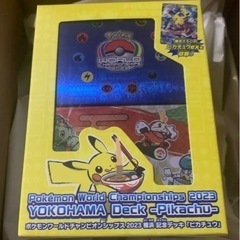 WORLD
CHAMPIONSHIPS
Pokémon World Championships 2023
YOKOHAMA Deck -Pikachu-
ポケモンワールドチャンピオンシップス2023 横浜 記念デッキ「ピカチュウ」